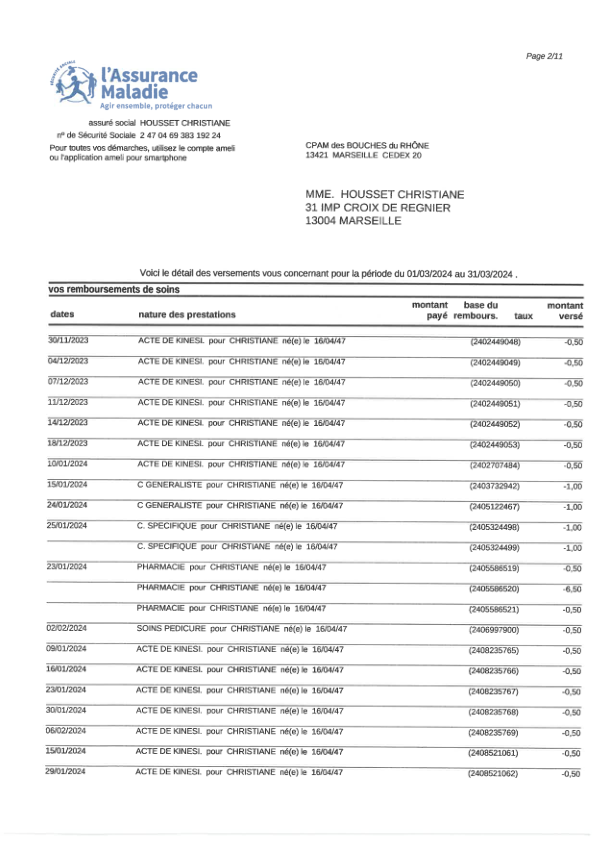 Page 2/11
SÉCURITÉ SOCIALE
l'Assurance
Maladie
Agir ensemble, protéger chacun
assuré social HOUSSET CHRISTIANE
nº de Sécurité Sociale 2 47 04 69 383 192 24
Pour toutes vos démarches, utilisez le compte ameli
ou l'application ameli pour smartphone
CPAM des BOUCHES du RHÔNE
13421 MARSEILLE CEDEX 20
MME. HOUSSET CHRISTIANE
31 IMP CROIX DE REGNIER
13004 MARSEILLE
Voici le détail des versements vous concernant pour la période du 01/03/2024 au 31/03/2024 .
vos remboursements de soins
montant base du montant
dates nature des prestations payé rembours. taux versé
30/11/2023 ACTE DE KINESI. pour CHRISTIANE né(e) le 16/04/47 (2402449048) -0,50
04/12/2023 ACTE DE KINESI. pour CHRISTIANE né(e) le 16/04/47 (2402449049) -0,50
07/12/2023 ACTE DE KINESI. pour CHRISTIANE né(e) le 16/04/47 (2402449050) -0,50
11/12/2023 ACTE DE KINESI. pour CHRISTIANE né(e) le 16/04/47 (2402449051) -0,50
14/12/2023 ACTE DE KINESI. pour CHRISTIANE né(e) le 16/04/47 (2402449052) -0,50
18/12/2023 ACTE DE KINESI. pour CHRISTIANE né(e) le 16/04/47 (2402449053) -0,50
10/01/2024 ACTE DE KINESI. pour CHRISTIANE né(e) le 16/04/47 (2402707484) -0,50
15/01/2024 C GENERALISTE pour CHRISTIANE né(e) le 16/04/47 (2403732942) -1,00
24/01/2024 C GENERALISTE pour CHRISTIANE né(e) le 16/04/47 (2405122467) -1,00
25/01/2024 C. SPECIFIQUE pour CHRISTIANE né(e) le 16/04/47 (2405324498) -1,00
C. SPECIFIQUE pour CHRISTIANE né(e) le 16/04/47 (2405324499) -1,00
23/01/2024 PHARMACIE pour CHRISTIANE né(e) le 16/04/47 (2405586519) -0,50
PHARMACIE pour CHRISTIANE né(e) le 16/04/47 (2405586520) -6,50
PHARMACIE pour CHRISTIANE né(e) le 16/04/47 (2405586521) -0,50
02/02/2024 SOINS PEDICURE pour CHRISTIANE né(e) le 16/04/47 (2406997900) -0,50
09/01/2024 ACTE DE KINESI. pour CHRISTIANE né(e) le 16/04/47 (2408235765) -0,50
16/01/2024 ACTE DE KINESI. pour CHRISTIANE né(e) le 16/04/47 (2408235766) -0,50
23/01/2024 ACTE DE KINESI. pour CHRISTIANE né(e) le 16/04/47 (2408235767) -0,50
30/01/2024 ACTE DE KINESI. pour CHRISTIANE né(e) le 16/04/47 (2408235768) -0,50
06/02/2024 ACTE DE KINESI. pour CHRISTIANE né(e) le 16/04/47 (2408235769) -0,50
15/01/2024 ACTE DE KINESI. pour CHRISTIANE né(e) le 16/04/47 (2408521061) -0,50
29/01/2024 ACTE DE KINESI. pour CHRISTIANE né(e) le 16/04/47 (2408521062) -0,50